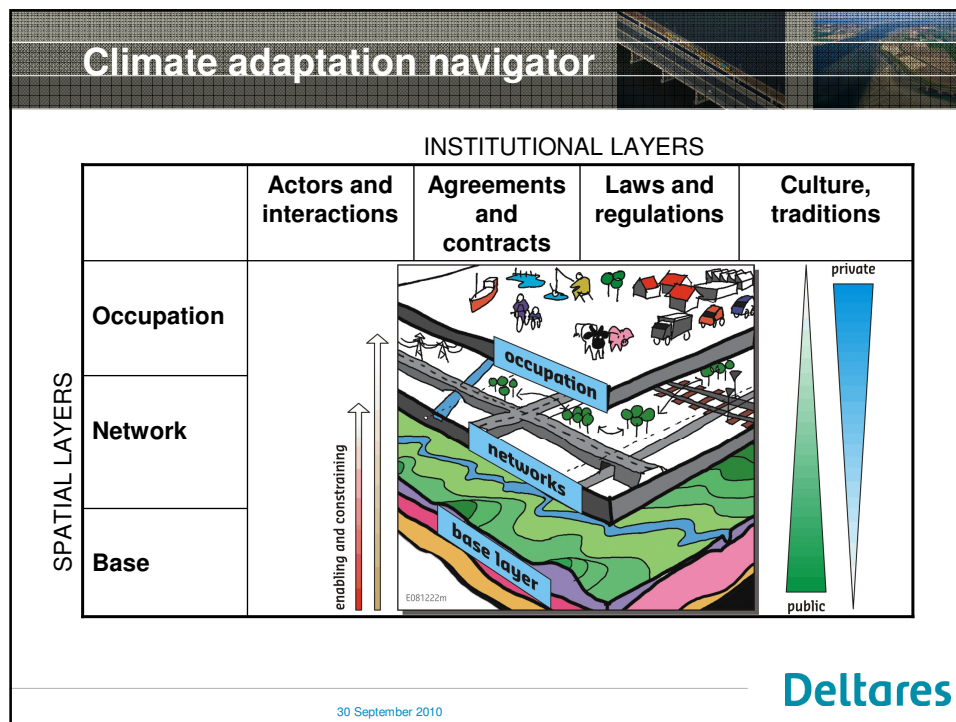 Climate adaptation navigator
INSTITUTIONAL LAYERS
Actors and
interactions
Agreements
and
contracts
Laws and
regulations
Culture,
traditions
SPATIAL LAYERS
Occupation
Network
Base
enabling and constraining
occupation
networks
base layer
E081222m
private
public
30 September 2010
Deltares